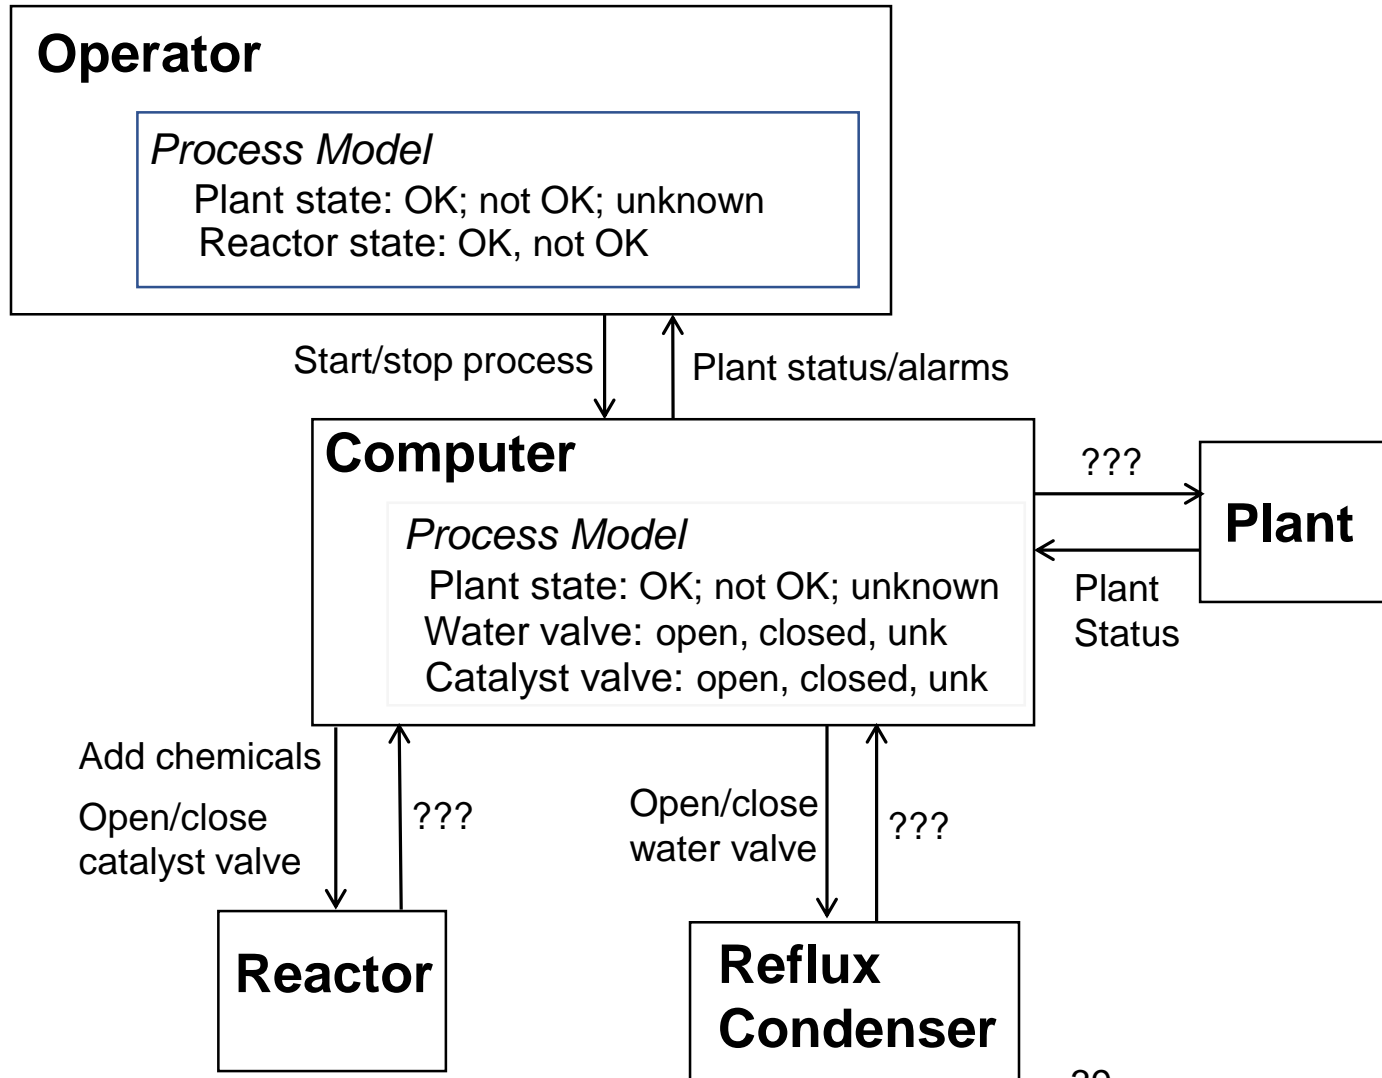 Operator
Process Model
Plant state: OK; not OK; unknown
Reactor state: OK, not OK
Start/stop process
Plant status/alarms
Computer
Process Model
Plant state: OK; not OK; unknown
Water valve: open, closed, unk
Catalyst valve: open, closed, unk
???
Plant
Plant
Status
Add chemicals
Open/close
catalyst valve
???
Open/close
water valve
???
Reactor
Reflux
Condenser